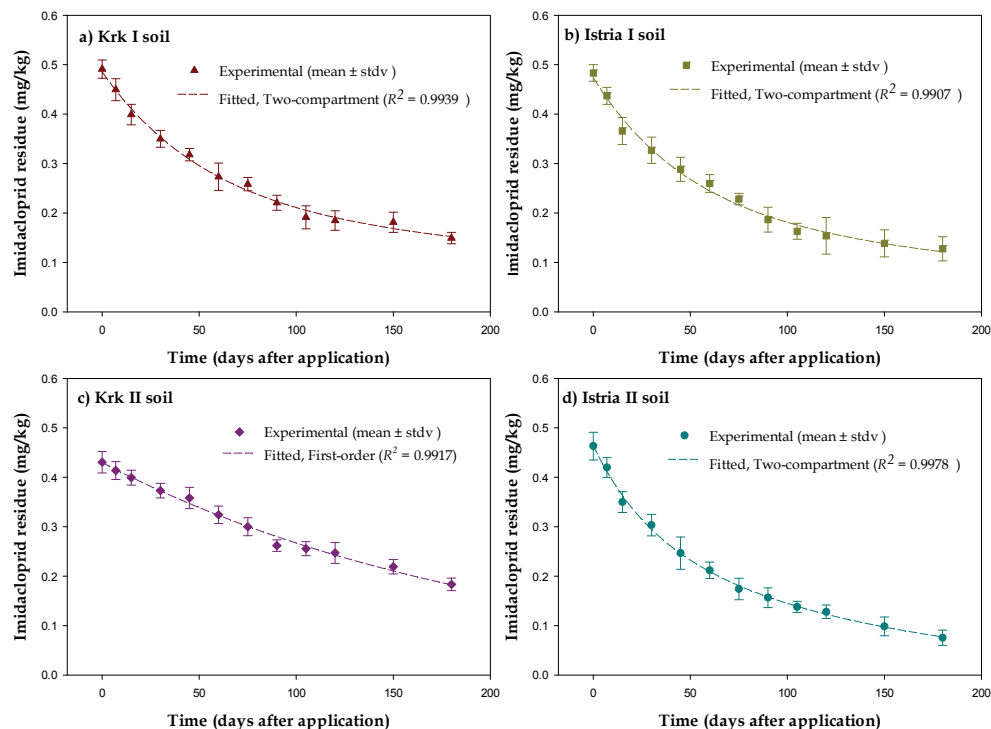 a) Krk I soil
Experimental (mean ± stdv )
Fitted, Two-compartment (R² = 0.9939 )
Imidacloprid residue (mg/kg)
0.6
0.5
0.4
0.3
0.2
0.1
0.0
0 50 100 150 200
Time (days after application)
b) Istria I soil
Experimental (mean ± stdv )
Fitted, Two-compartment (R² = 0.9907 )
Imidacloprid residue (mg/kg)
0.6
0.5
0.4
0.3
0.2
0.1
0.0
0 50 100 150 200
Time (days after application)
c) Krk II soil
Experimental (mean ± stdv )
Fitted, First-order (R² = 0.9917)
Imidacloprid residue (mg/kg)
0.6
0.5
0.4
0.3
0.2
0.1
0.0
0 50 100 150 200
Time (days after application)
d) Istria II soil
Experimental (mean ± stdv )
Fitted, Two-compartment (R² = 0.9978 )
Imidacloprid residue (mg/kg)
0.6
0.5
0.4
0.3
0.2
0.1
0.0
0 50 100 150 200
Time (days after application)